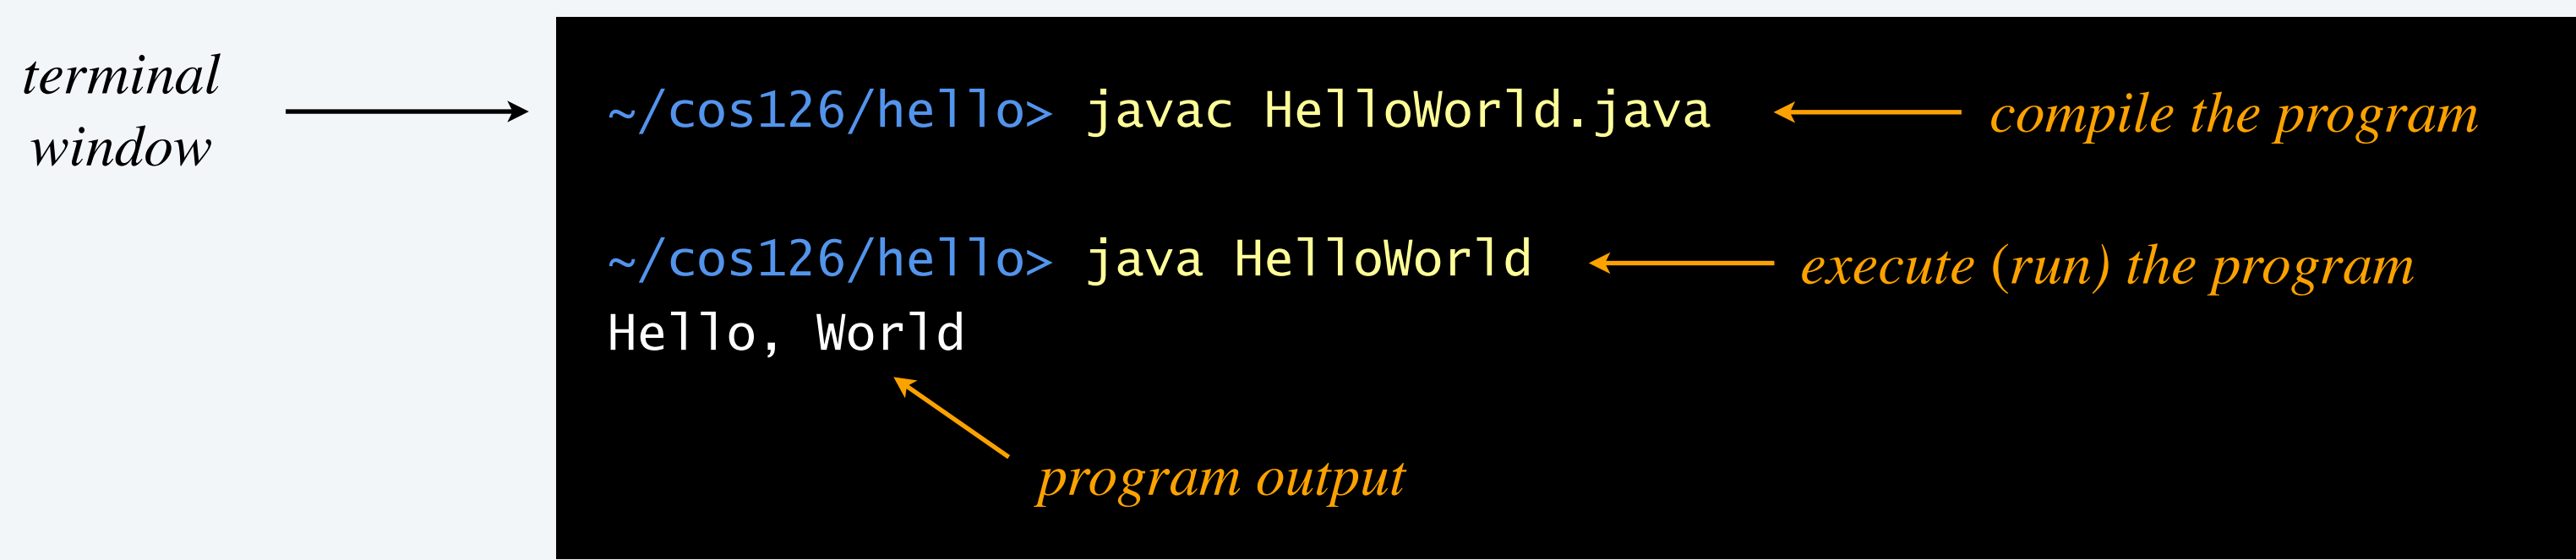 terminal
window
~/cos126/hello> javac HelloWorld.java
compile the program
~/cos126/hello> java HelloWorld
execute (run) the program
Hello, World
program output